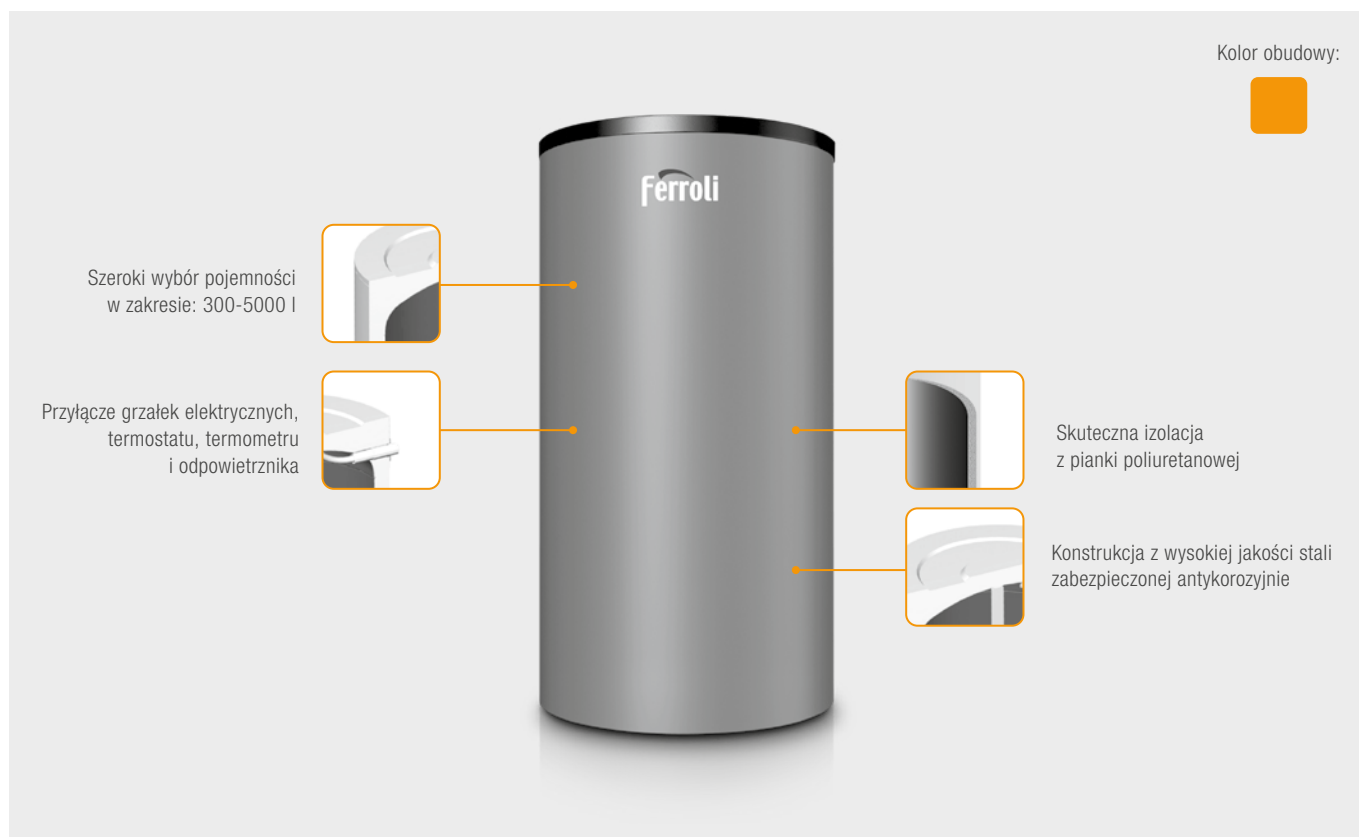 Kolor obudowy:
Ferroli
Szeroki wybór pojemności
w zakresie: 300-5000 l
Przyłącze grzałek elektrycznych,
termostatu, termometru
i odpowietrznika
Skuteczna izolacja
z pianki poliuretanowej
Konstrukcja z wysokiej jakości stali
zabezpieczonej antykorozyjnie